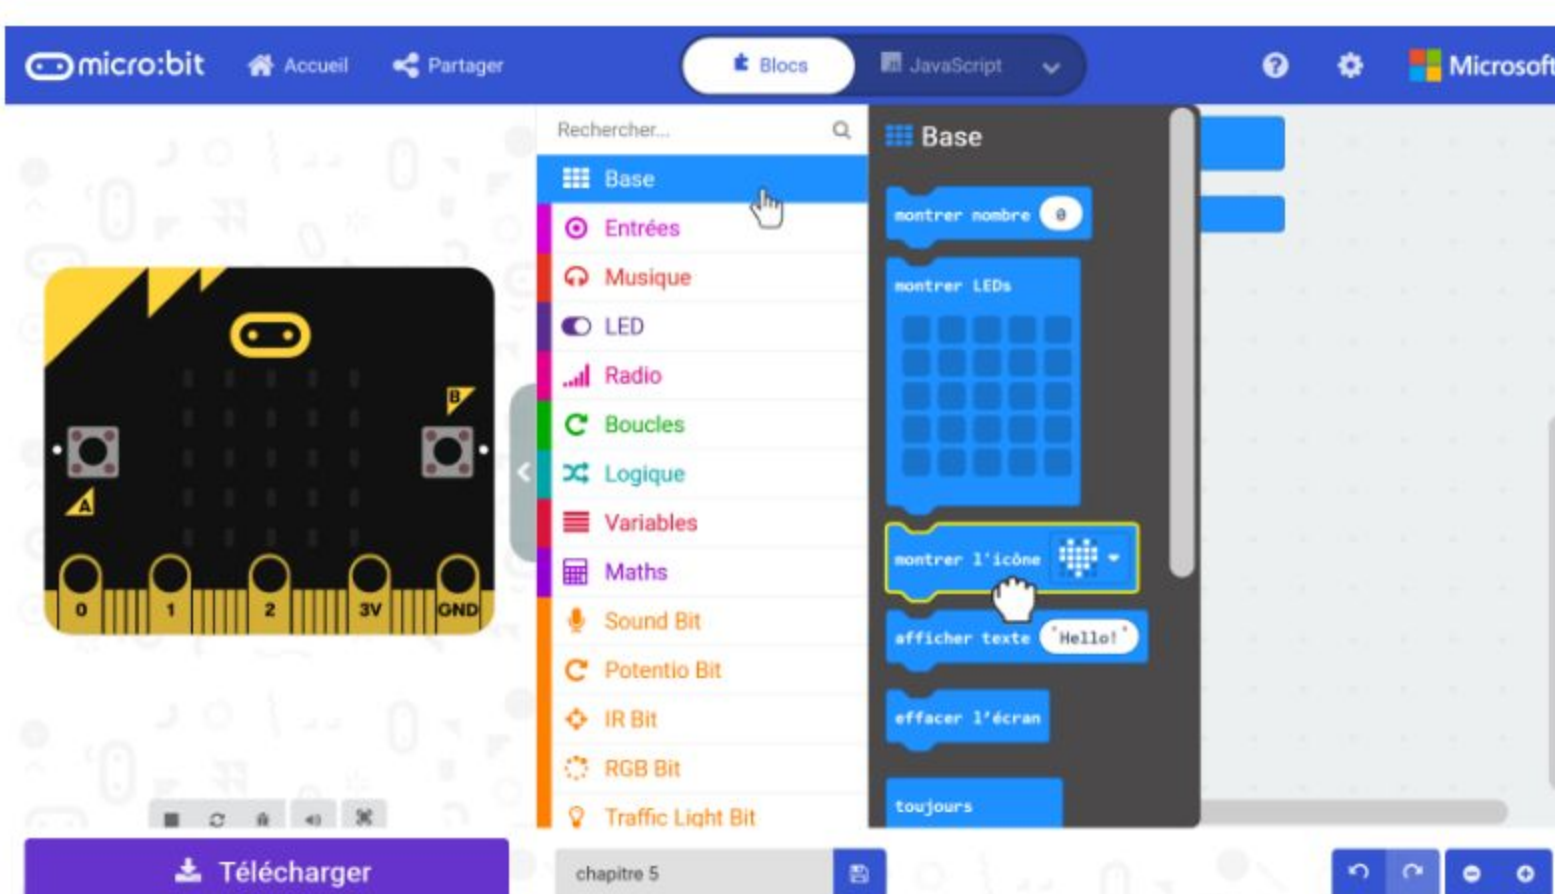 micro:bit
Accueil
Partager
Blocs
JavaScript
Microsoft
Rechercher...
Base
Entrées
Musique
LED
Radio
Boucles
Logique
Variables
Maths
Sound Bit
Potentio Bit
IR Bit
RGB Bit
Traffic Light Bit
Base
montrer nombre 0
montrer LEDs
montrer l'icône
afficher texte "Hello!"
effacer l'écran
toujours
B
A
0 1 2 3V GND
Télécharger
chapitre 5